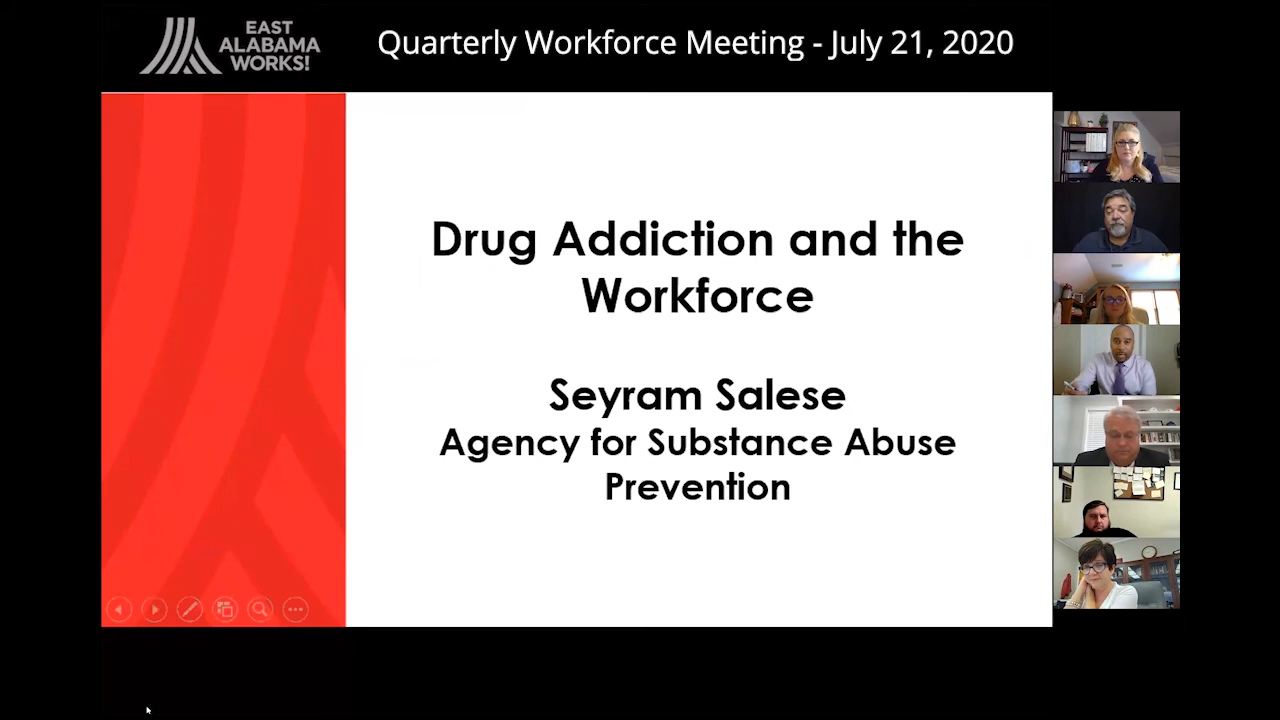 EAST
ALABAMA
WORKS!
Quarterly Workforce Meeting - July 21, 2020
Drug Addiction and the
Workforce
Seyram Salese
Agency for Substance Abuse
Prevention